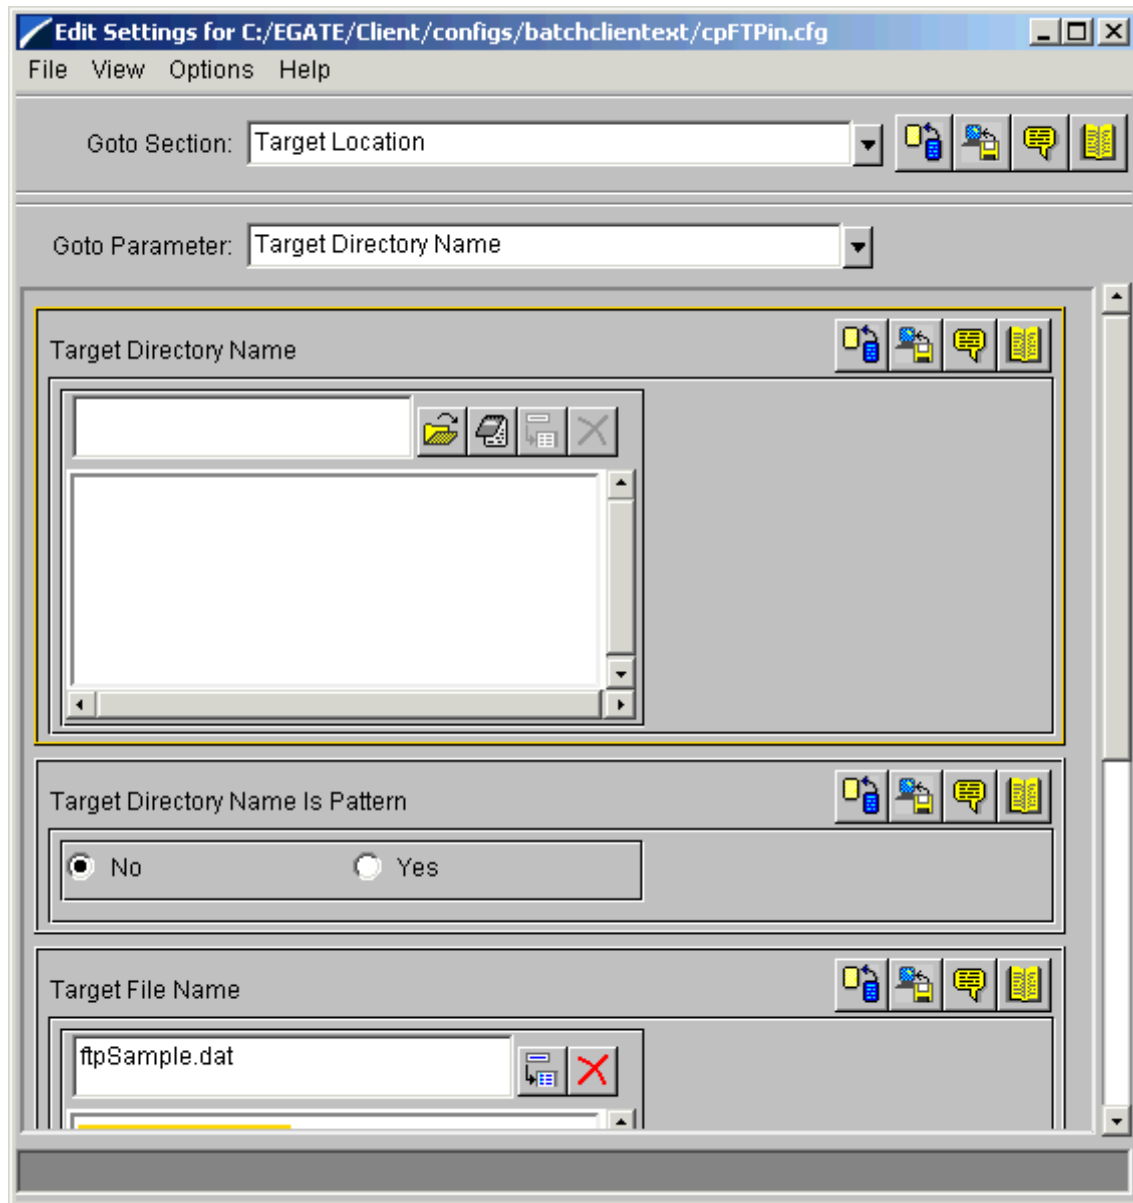 Edit Settings for C:/EGATE/Client/configs/batchclientext/cpFTPin.cfg
File View Options Help
Goto Section: Target Location
Goto Parameter: Target Directory Name
Target Directory Name
Target Directory Name Is Pattern
No Yes
Target File Name
ftpSample.dat